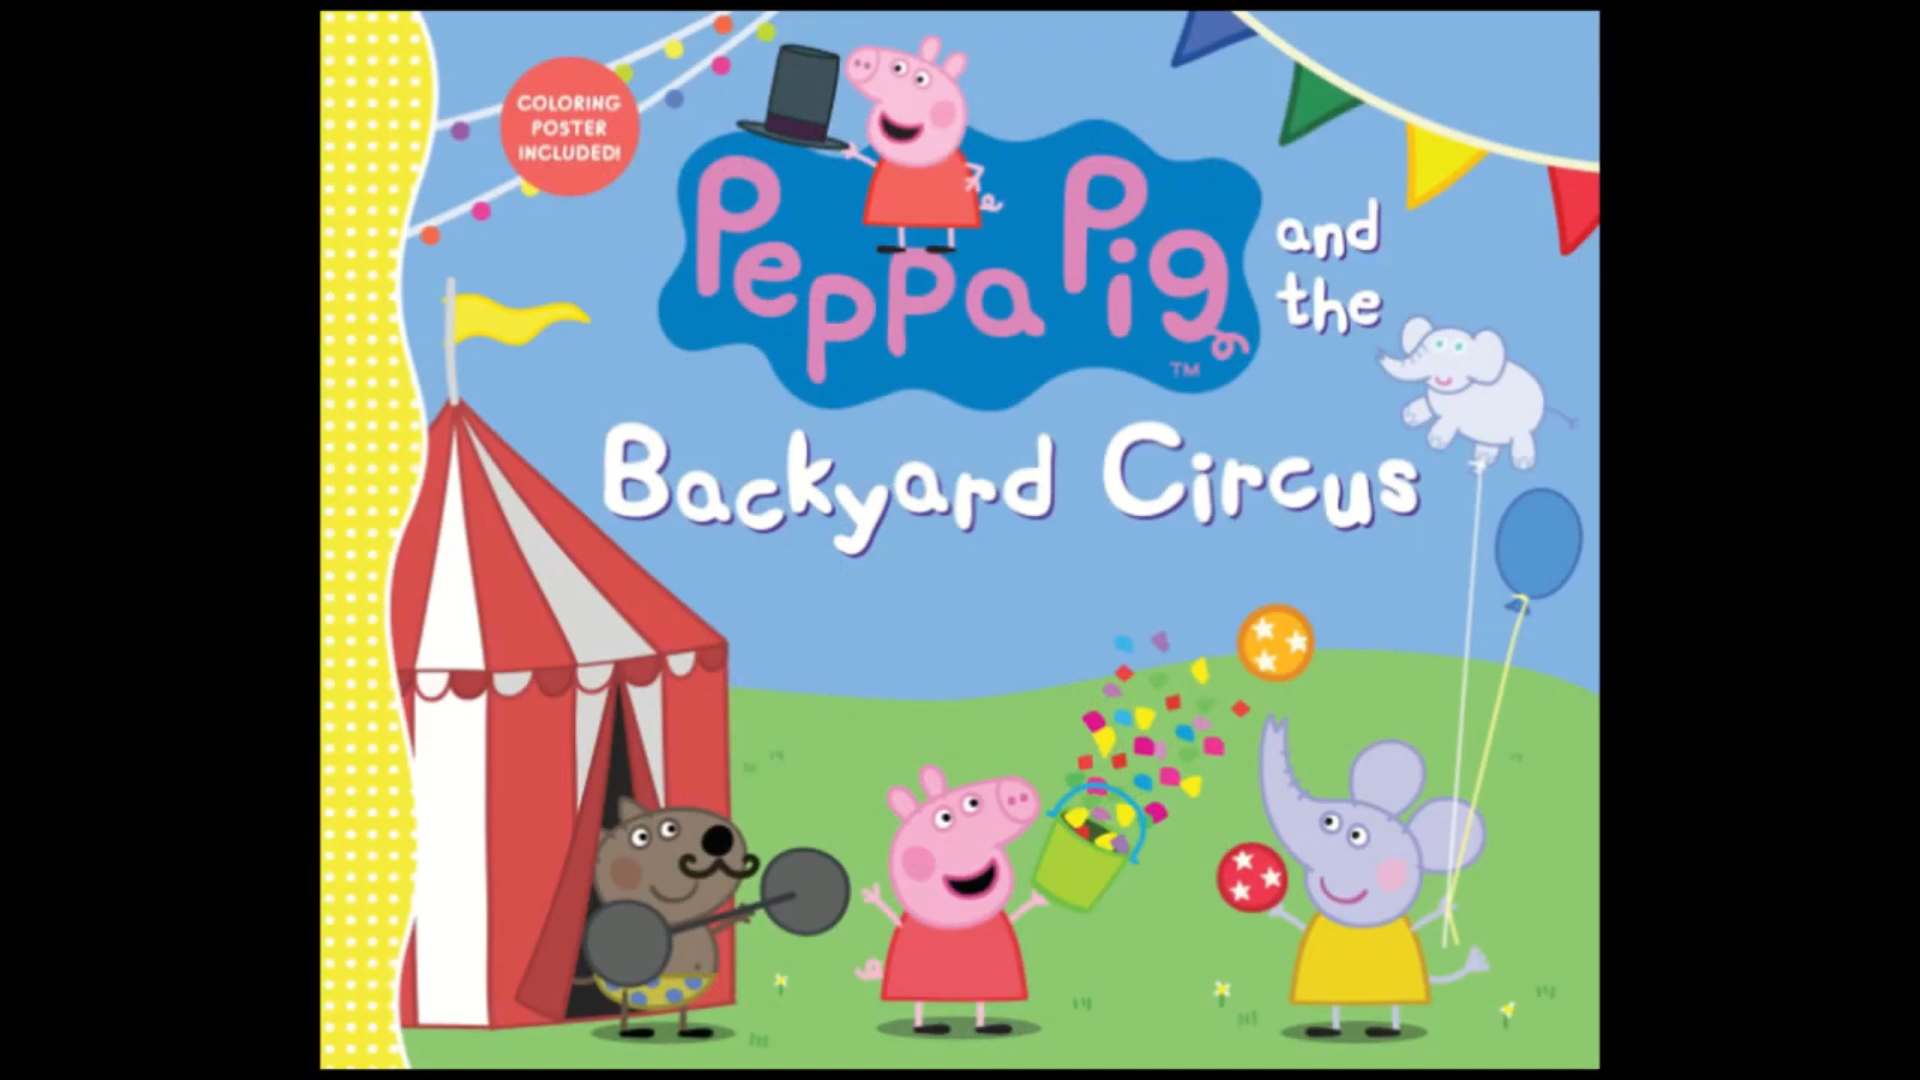 COLORING
POSTER
INCLUDED!
Peppa Pig
TM
and
the
Backyard Circus